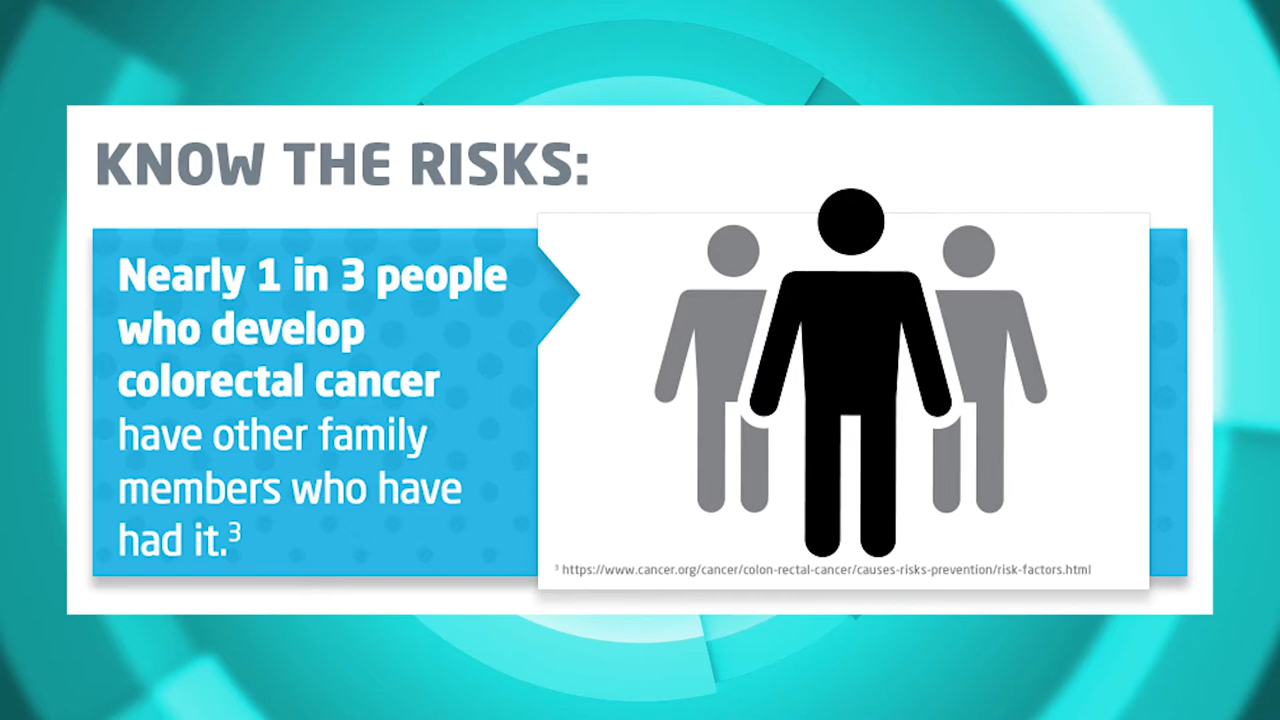 KNOW THE RISKS:
Nearly 1 in 3 people
who develop
colorectal cancer
have other family
members who have
had it.³
³ https://www.cancer.org/cancer/colon-rectal-cancer/causes-risks-prevention/risk-factors.html